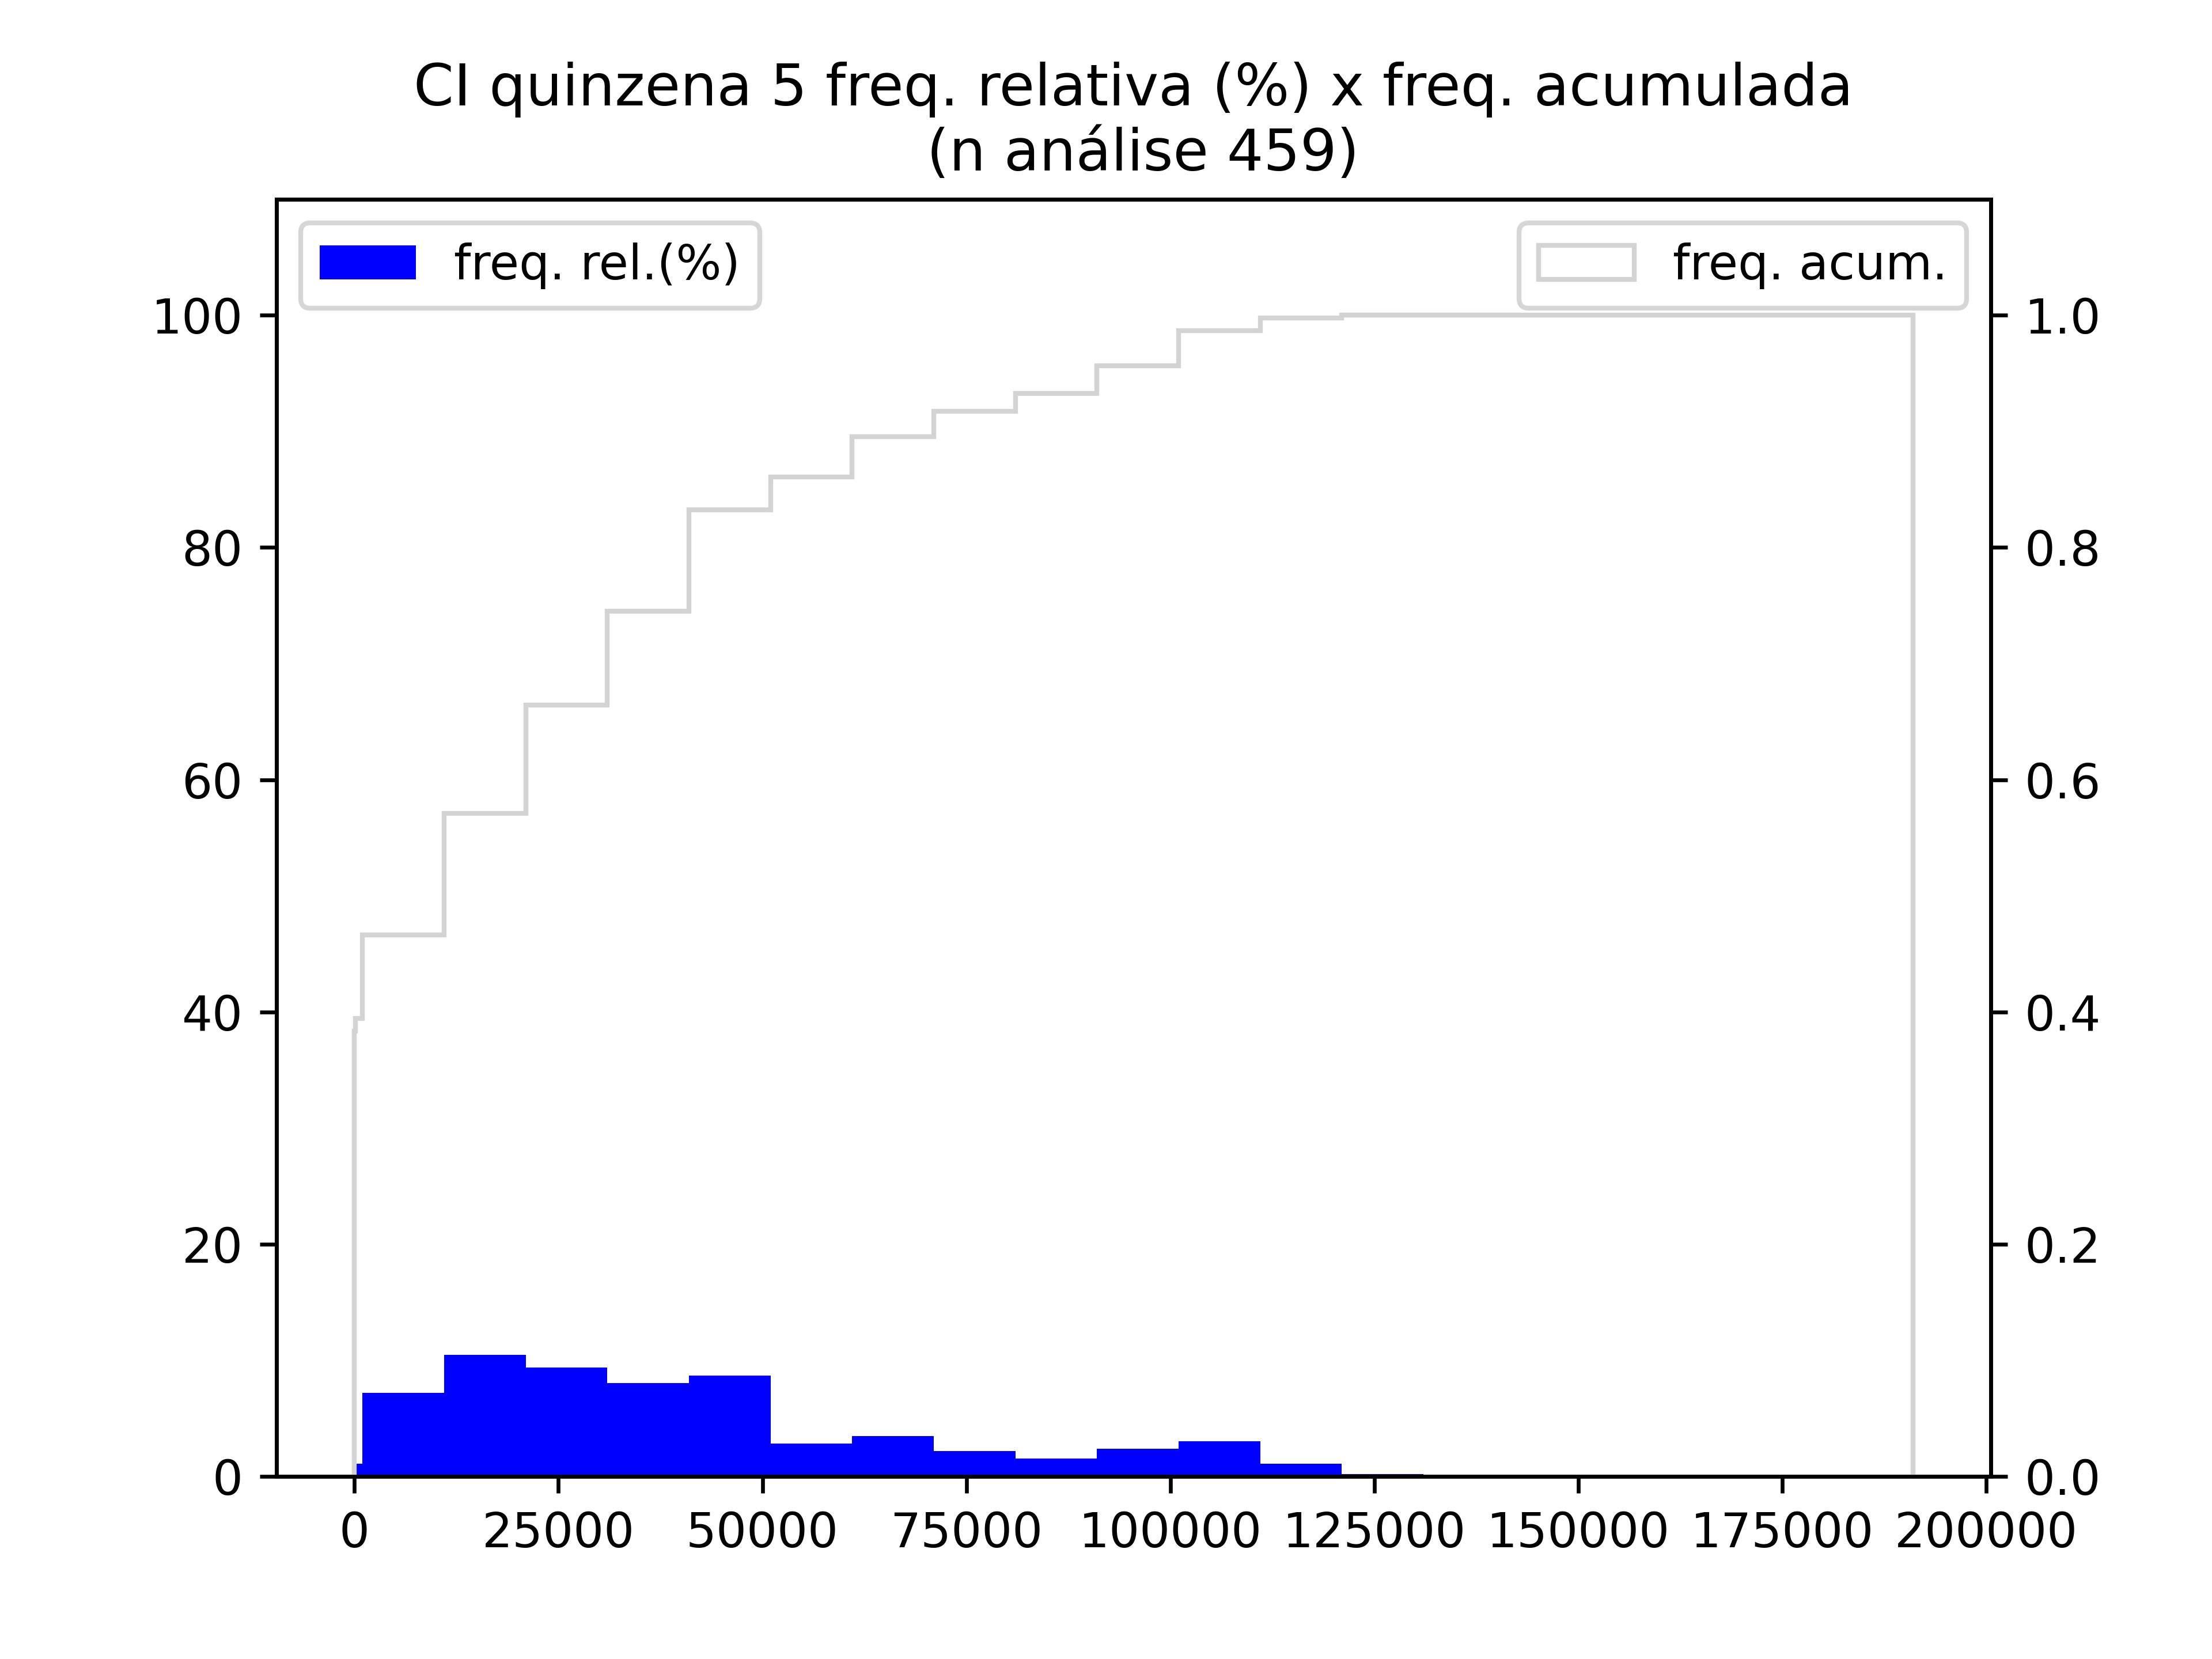 CI quinzena 5 freq. relativa (%) x freq. acumulada
(n análise 459)
freq. rel.(%)
freq. acum.
100
80
60
40
20
0
1.0
0.8
0.6
0.4
0.2
0.0
0 25000 50000 75000 100000 125000 150000 175000 200000